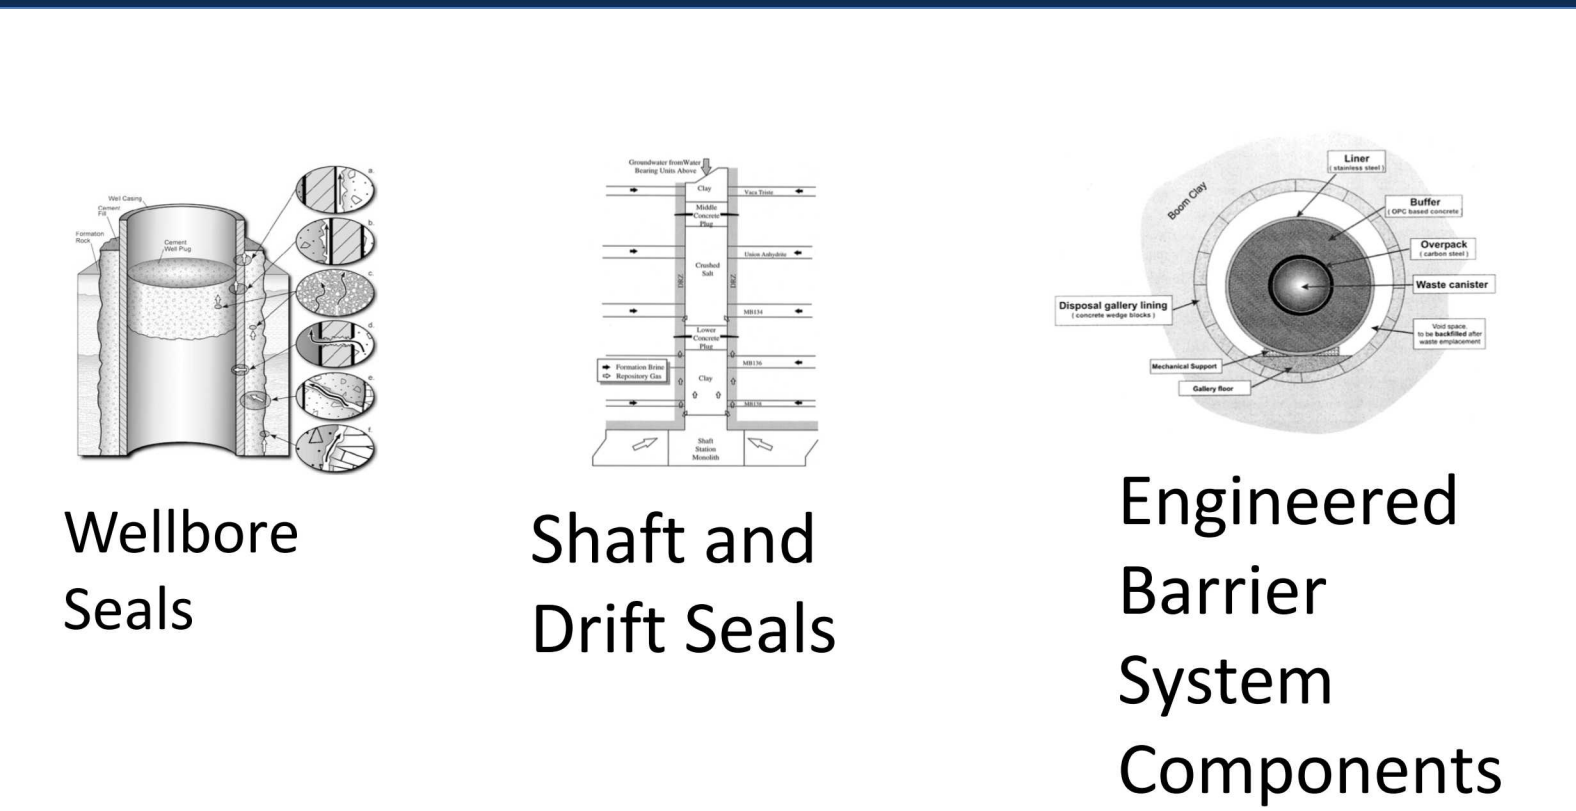 Well Casing
Cement
Fill
Formation
Rock
Cement
Well Plug
a.
b.
c.
d.
e.
f.
Wellbore
Seals
Groundwater from Water
Bearing Units Above
Clay
Vaca Triste
Middle
Concrete
Plug
Union Anhydrite
Crushed
Salt
DRZ
DRZ
MB134
Lower
Concrete
Plug
MB136
Formation Brine
Repository Gas
Clay
MB138
Shaft
Station
Monolith
Shaft and
Drift Seals
Boom Clay
Liner
( stainless steel )
Buffer
( OPC based concrete )
Overpack
( carbon steel )
Waste canister
Disposal gallery lining
( concrete wedge blocks )
Void space,
to be backfilled after
waste emplacement
Mechanical Support
Gallery floor
Engineered
Barrier
System
Components